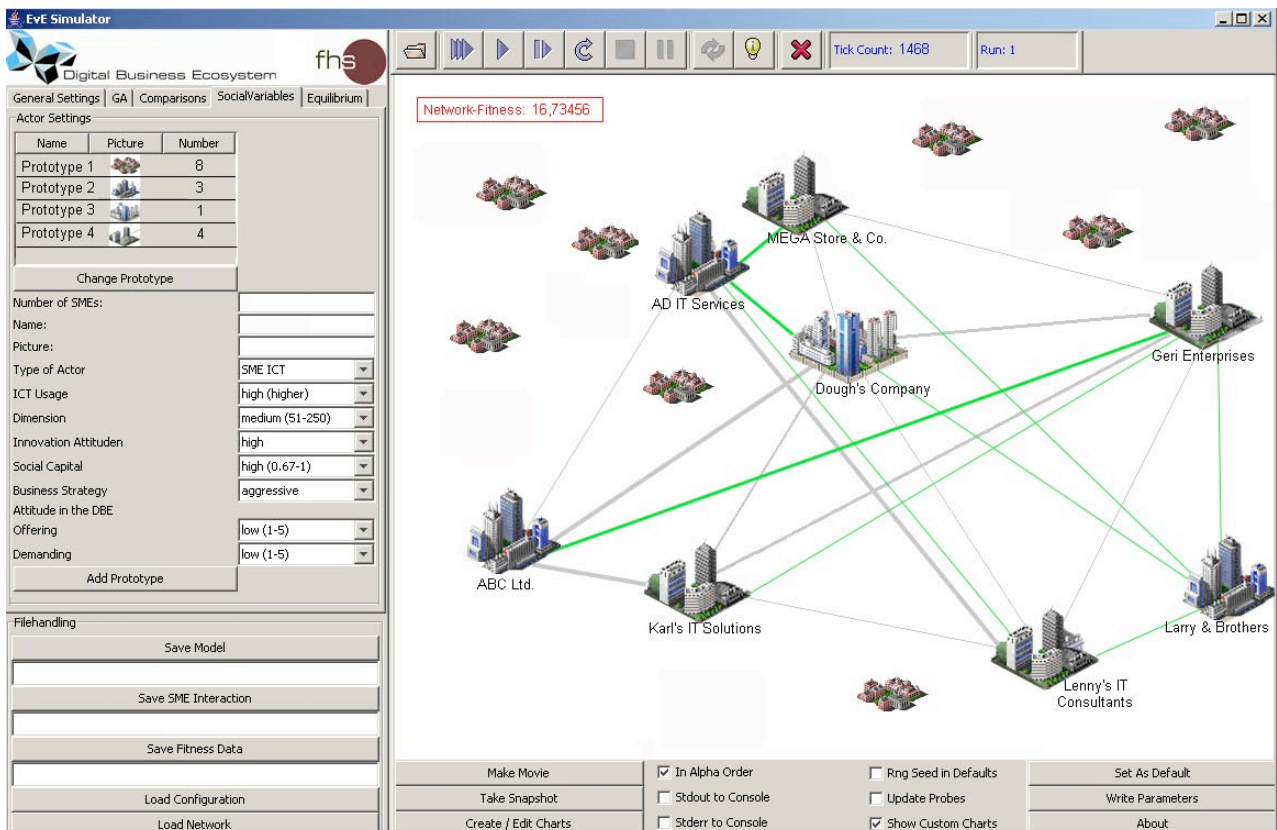 EvE Simulator
Digital Business Ecosystem
fhs
General Settings GA Comparisons SocialVariables Equilibrium
Actor Settings
Name Picture Number
Prototype 1 8
Prototype 2 3
Prototype 3 1
Prototype 4 4
Change Prototype
Number of SMEs:
Name:
Picture:
Type of Actor SME ICT
ICT Usage high (higher)
Dimension medium (51-250)
Innovation Attituden high
Social Capital high (0.67-1)
Business Strategy aggressive
Attitude in the DBE
Offering low (1-5)
Demanding low (1-5)
Add Prototype
Filehandling
Save Model
Save SME Interaction
Save Fitness Data
Load Configuration
Load Network
Tick Count: 1468 Run: 1
Network-Fitness: 16,73456
MEGA Store & Co.
AD IT Services
Geri Enterprises
Dough's Company
ABC Ltd.
Karl's IT Solutions
Larry & Brothers
Lenny's IT
Consultants
Make Movie In Alpha Order Rng Seed in Defaults Set As Default
Take Snapshot Stdout to Console Update Probes Write Parameters
Create / Edit Charts Stderr to Console Show Custom Charts About